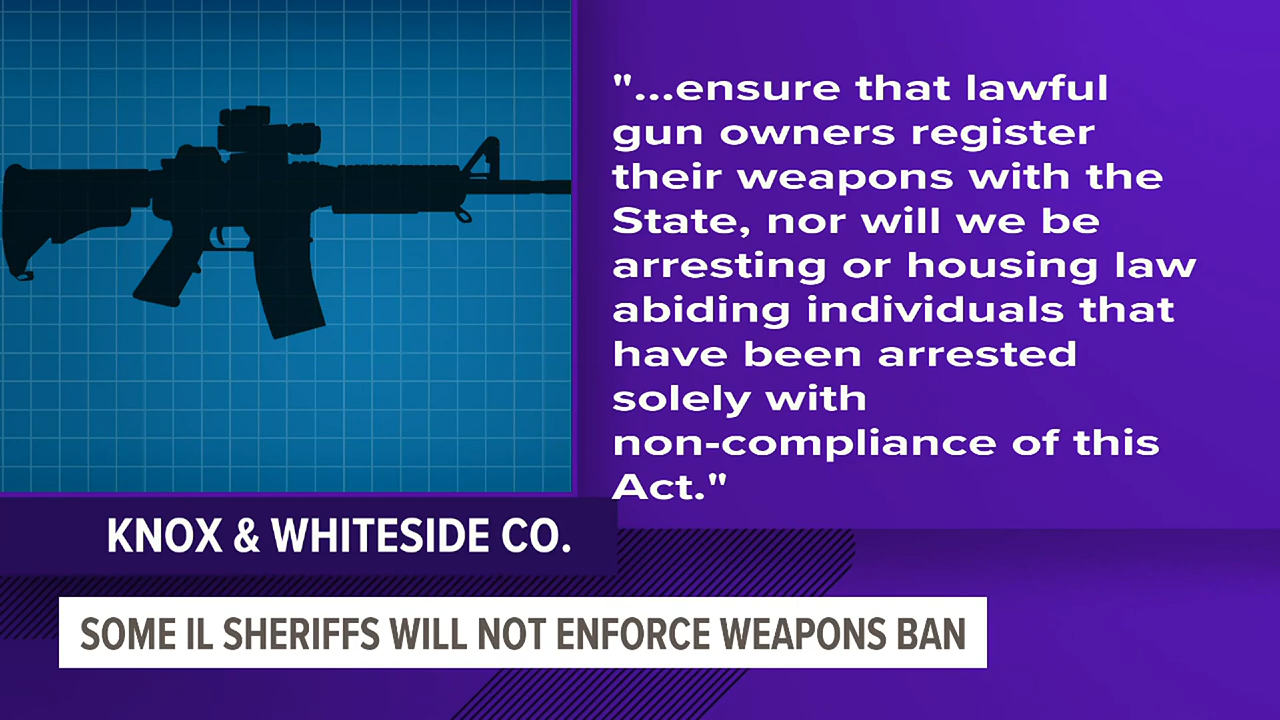 "...ensure that lawful
gun owners register
their weapons with the
State, nor will we be
arresting or housing law
abiding individuals that
have been arrested
solely with
non-compliance of this
Act."
KNOX & WHITESIDE CO.
SOME IL SHERIFFS WILL NOT ENFORCE WEAPONS BAN